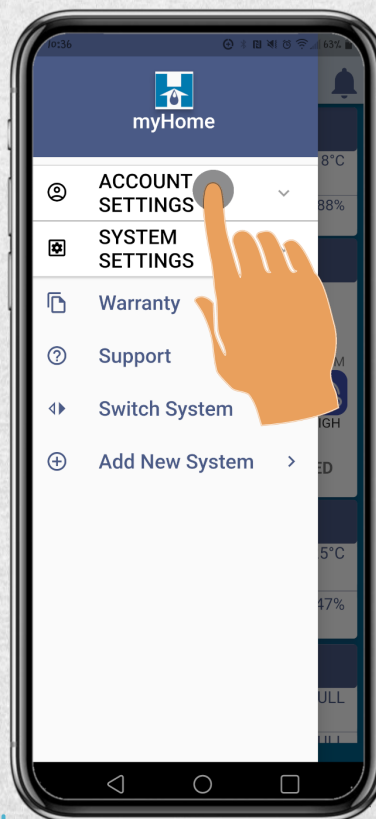 10:36
63%
myHome
8°C
ACCOUNT
SETTINGS
88%
SYSTEM
SETTINGS
Warranty
Support
M
Switch System
IGH
Add New System
ED
5°C
47%
ULL